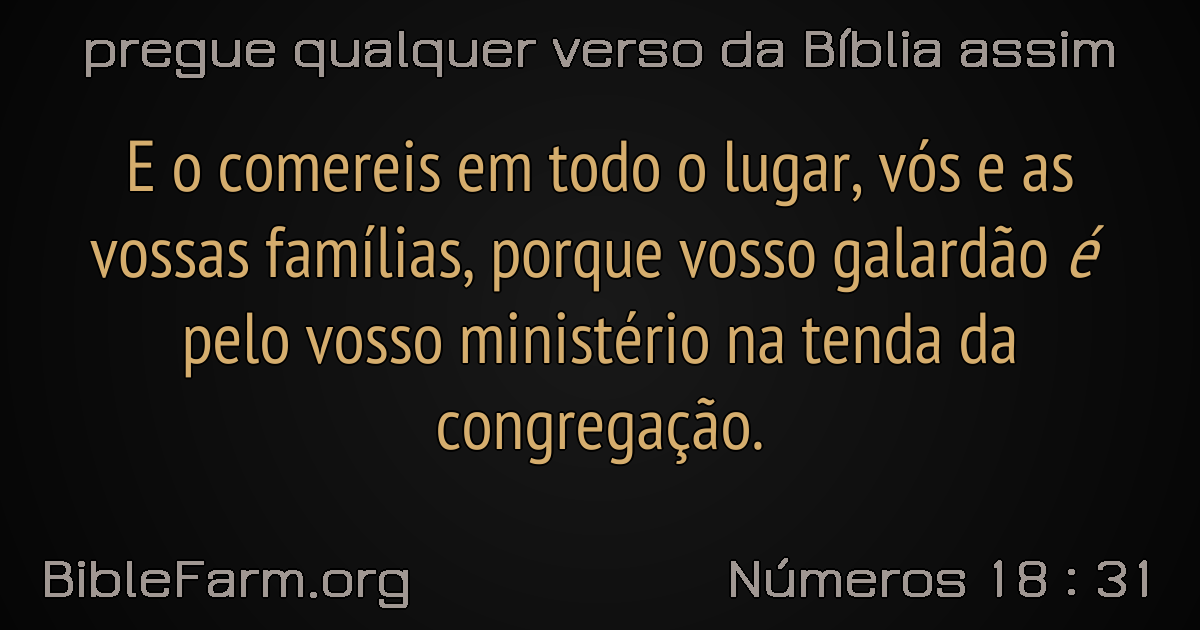 pregue qualquer verso da Bíblia assim
E o comereis em todo o lugar, vós e as
vossas famílias, porque vosso galardão é
pelo vosso ministério na tenda da
congregação.
BibleFarm.org
Números 18 : 31